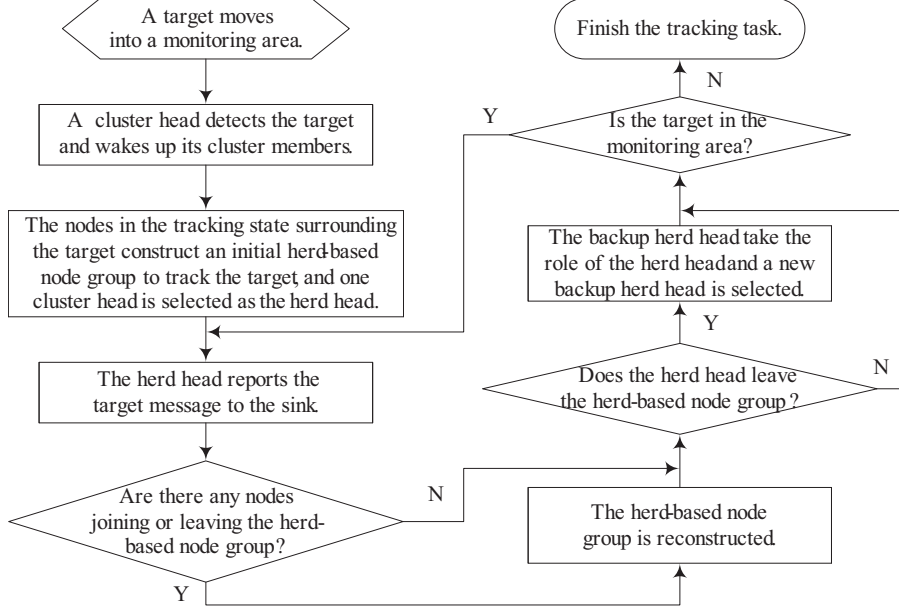 A target moves
into a monitoring area.
A cluster head detects the target
and wakes up its cluster members.
The nodes in the tracking state surrounding
the target construct an initial herd-based
node group to track the target, and one
cluster head is selected as the herd head.
The herd head reports the
target message to the sink.
Are there any nodes
joining or leaving the herd-
based node group?
N
Y
The herd-based node
group is reconstructed.
Does the herd head leave
the herd-based node group?
N
Y
The backup herd head take the
role of the herd head and a new
backup herd head is selected.
Is the target in the
monitoring area?
Y
N
Finish the tracking task.